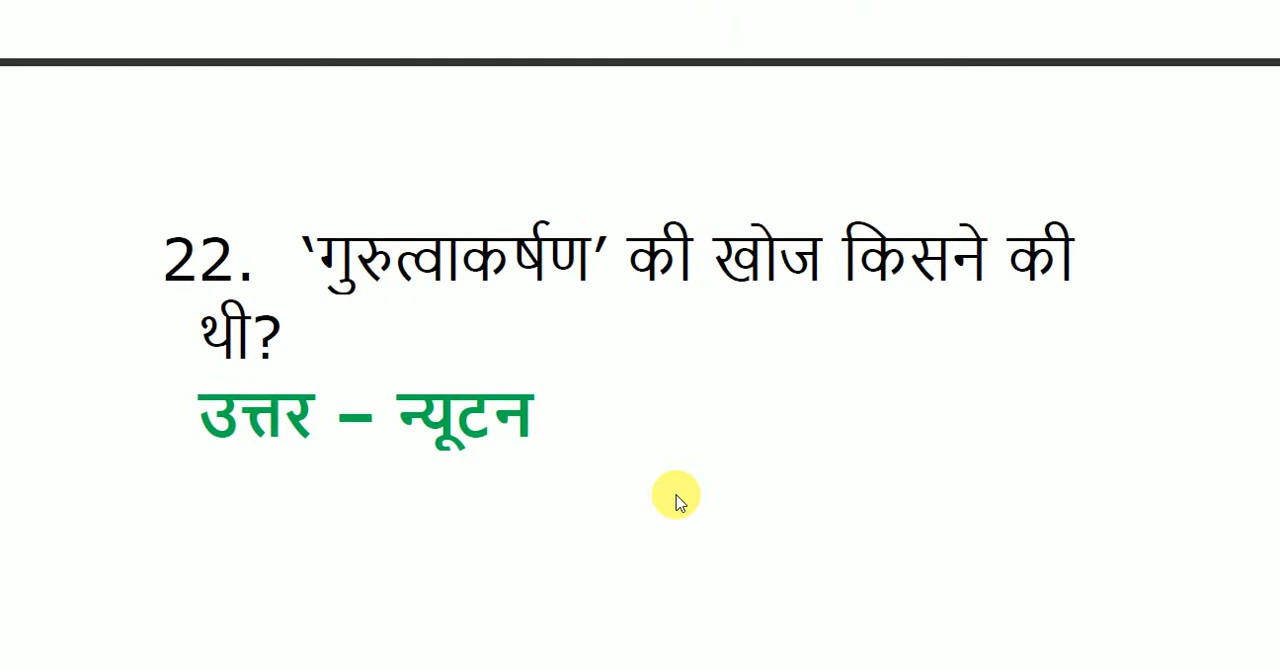 22. ‘गुरुत्वाकर्षण’ की खोज किसने की
थी?
उत्तर – न्यूटन